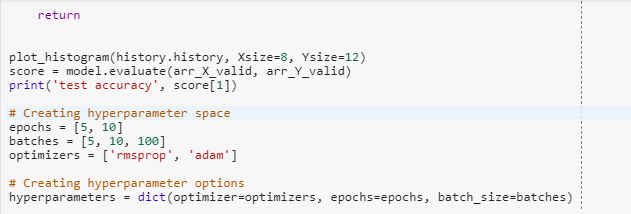 return
plot_histogram(history.history, Xsize=8, Ysize=12)
score = model.evaluate(arr_X_valid, arr_Y_valid)
print('test accuracy', score[1])
# Creating hyperparameter space
epochs = [5, 10]
batches = [5, 10, 100]
optimizers = ['rmsprop', 'adam']
# Creating hyperparameter options
hyperparameters = dict(optimizer=optimizers, epochs=epochs, batch_size=batches)